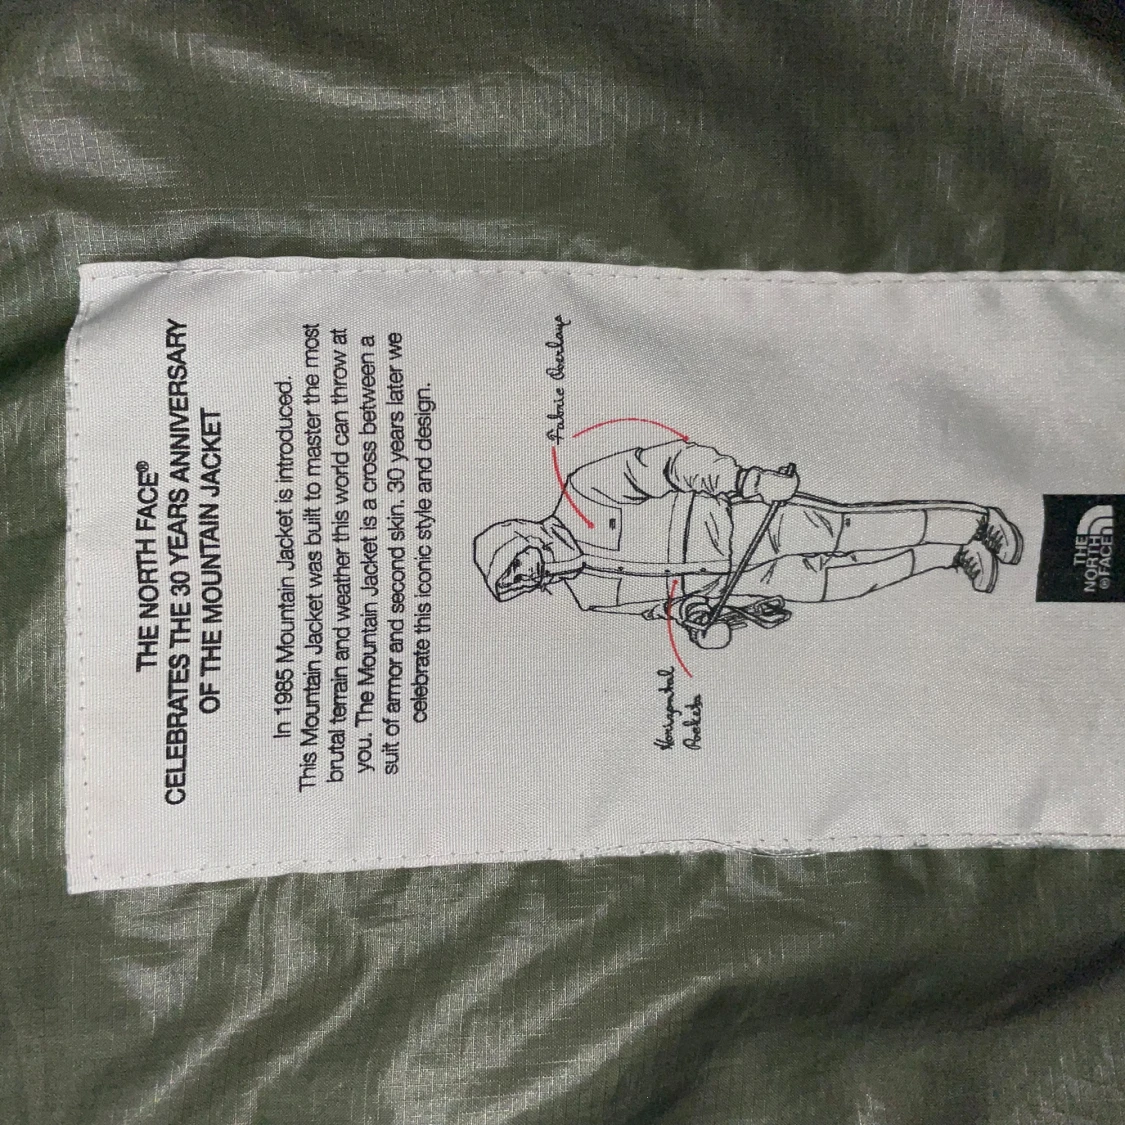 THE NORTH FACE®
CELEBRATES THE 30 YEARS ANNIVERSARY
OF THE MOUNTAIN JACKET
In 1985 Mountain Jacket is introduced.
This Mountain Jacket was built to master the most
brutal terrain and weather this world can throw at
you. The Mountain Jacket is a cross between a
suit of armor and second skin. 30 years later we
celebrate this iconic style and design.
Fabric Overlays
Horizontal
Pockets
THE
NORTH
FACE®